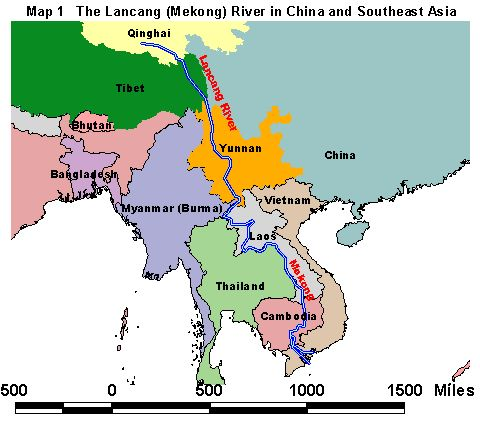 Map 1 The Lancang (Mekong) River in China and Southeast Asia
Qinghai
Lancang River
Tibet
Bhutan
Yunnan
China
Bangladesh
Vietnam
Myanmar (Burma)
Laos
Mekong
Thailand
Cambodia
500 0 500 1000 1500 Miles